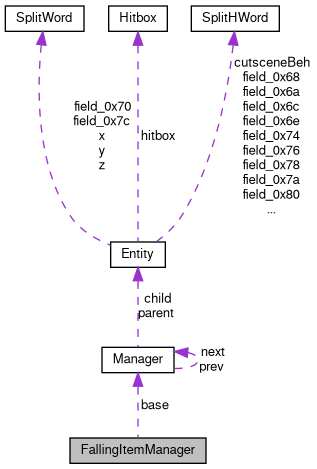 SplitWord
Hitbox
SplitHWord
field_0x70
field_0x7c
x
y
z
hitbox
cutsceneBeh
field_0x68
field_0x6a
field_0x6c
field_0x6e
field_0x74
field_0x76
field_0x78
field_0x7a
field_0x80
...
Entity
child
parent
Manager
next
prev
base
FallingItemManager